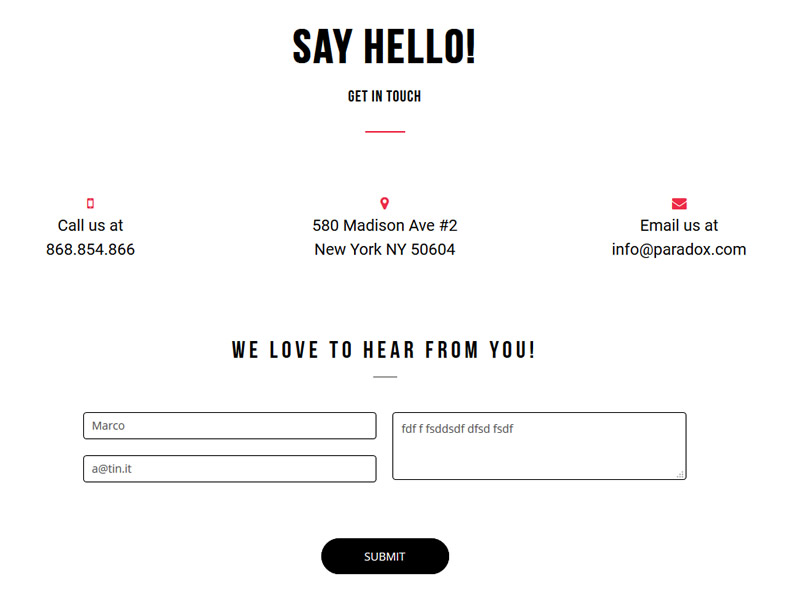 SAY HELLO!
GET IN TOUCH
Call us at
868.854.866
580 Madison Ave #2
New York NY 50604
Email us at
info@paradox.com
WE LOVE TO HEAR FROM YOU!
Marco
fdf f fsddsdf dfsd fsdf
a@tin.it
SUBMIT